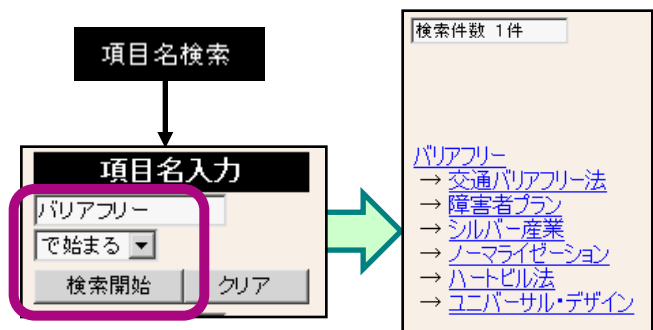 項目名検索
項目名入力
バリアフリー
で始まる
検索開始 クリア
検索件数 1件
バリアフリー
→ 交通バリアフリー法
→ 障害者プラン
→ シルバー産業
→ ノーマライゼーション
→ ハートビル法
→ ユニバーサル・デザイン